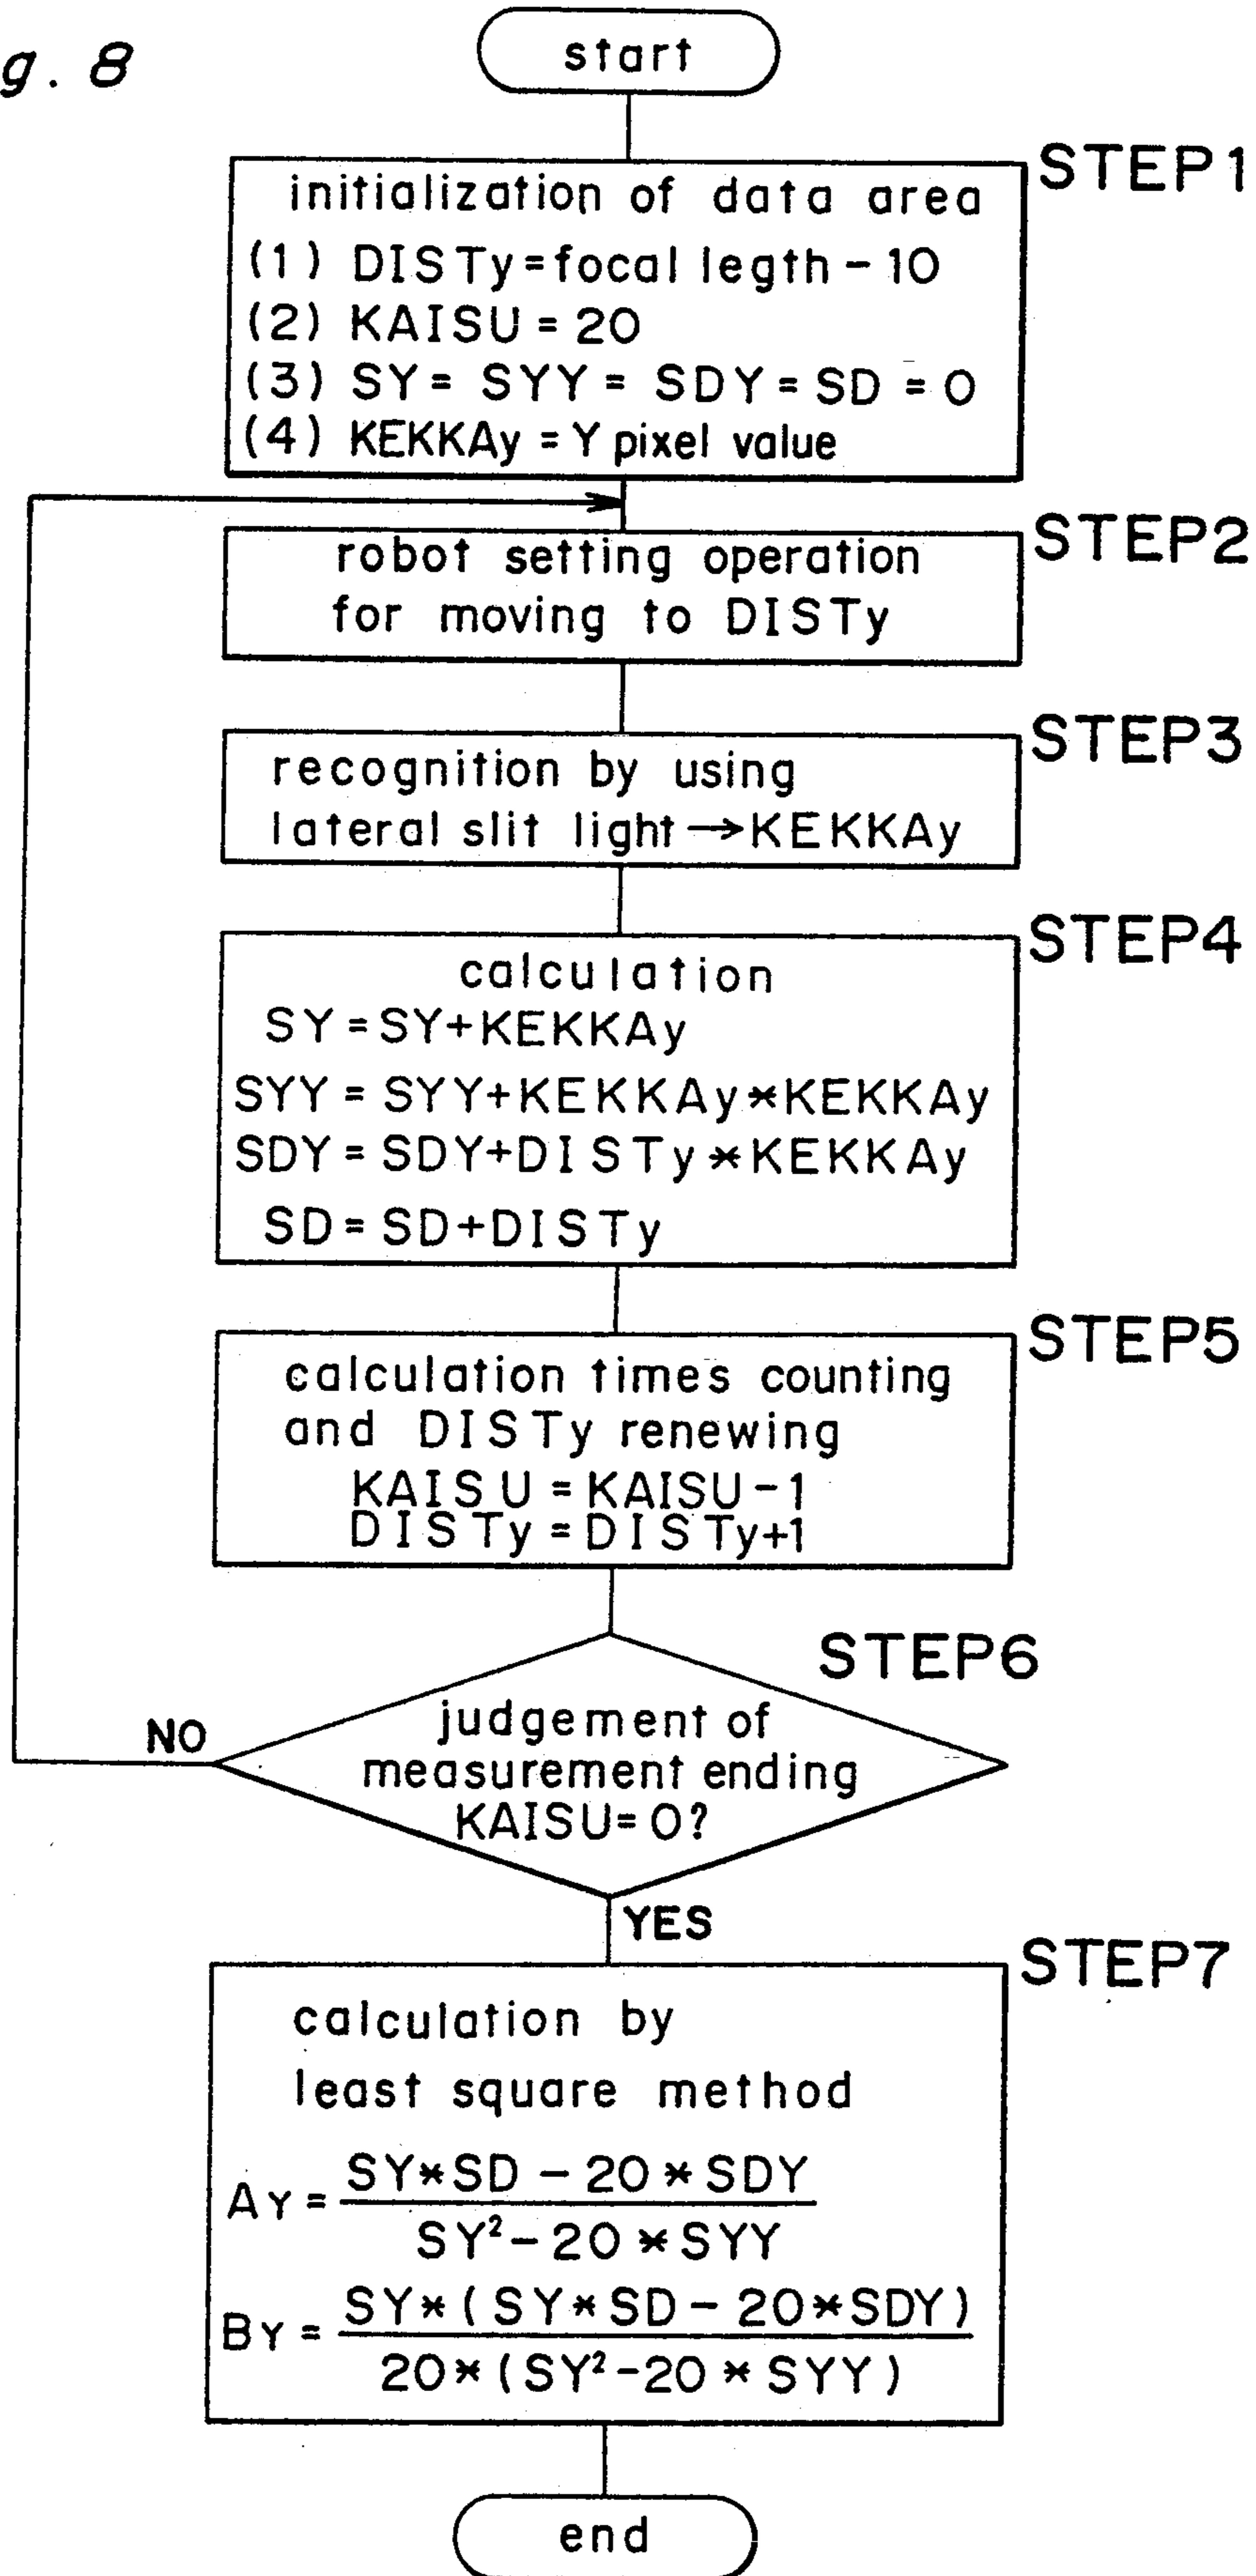 g. 8
start
STEP1
initialization of data area
(1) DISTy=focal legth-10
(2) KAISU=20
(3) SY= SYY= SDY=SD=0
(4) KEKKAy=Y pixel value
STEP2
robot setting operation
for moving to DISTy
STEP3
recognition by using
lateral slit light→KEKKAy
STEP4
calculation
SY=SY+KEKKAy
SYY=SYY+KEKKAy*KEKKAy
SDY=SDY+DISTy*KEKKAy
SD=SD+DISTy
STEP5
calculation times counting
and DISTy renewing
KAISU=KAISU-1
DISTy=DISTy+1
STEP6
judgement of
measurement ending
KAISU=0?
NO
YES
STEP7
calculation by
least square method
AY= SY*SD-20*SDY
SY²-20*SYY
BY= SY*(SY*SD-20*SDY)
20*(SY²-20*SYY)
end